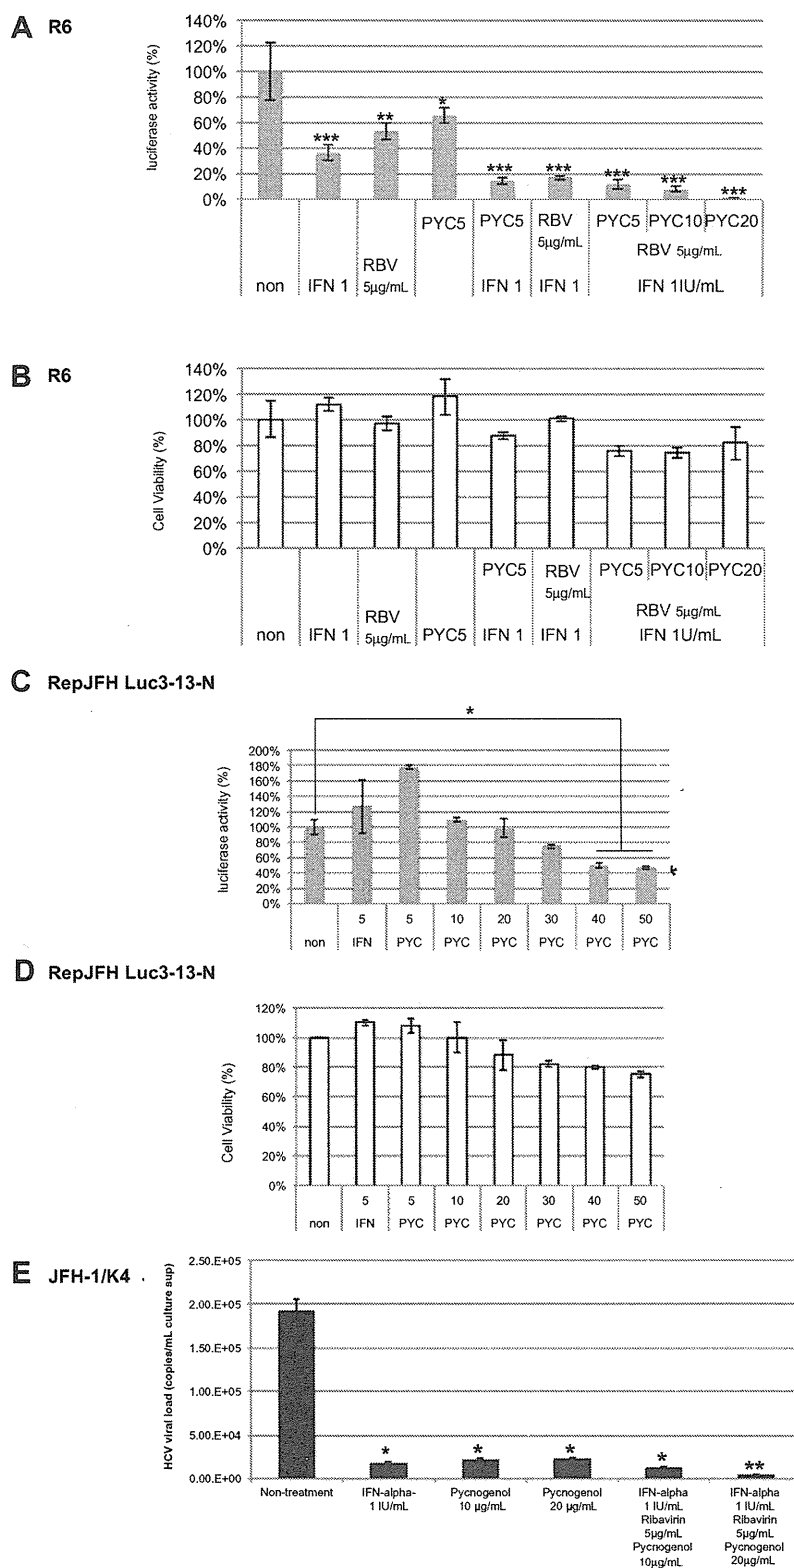 A R6
luciferase activity (%)
140%
120%
100%
80%
60%
40%
20%
0%
***
**
*
***
***
***
***
***
PYC5 PYC5 RBV 5µg/mL PYC5 PYC10 PYC20
RBV 5µg/mL
RBV 5µg/mL
non IFN 1 IFN 1 IFN 1 IFN 1IU/mL
B R6
Cell Viability (%)
140%
120%
100%
80%
60%
40%
20%
0%
PYC5 RBV 5µg/mL PYC5 PYC10 PYC20
RBV 5µg/mL
non IFN 1 RBV 5µg/mL PYC5 IFN 1 IFN 1 IFN 1U/mL
C RepJFH Luc3-13-N
*
luciferase activity (%)
200%
180%
160%
140%
120%
100%
80%
60%
40%
20%
0%
5 5 10 20 30 40 50
non IFN PYC PYC PYC PYC PYC PYC
D RepJFH Luc3-13-N
Cell Viability (%)
120%
100%
80%
60%
40%
20%
0%
5 5 10 20 30 40 50
non IFN PYC PYC PYC PYC PYC PYC
E JFH-1/K4
HCV viral load (copies/mL culture sup)
2.50.E+05
2.00.E+05
1.50.E+05
1.00.E+05
5.00.E+04
0.00.E+00
*
*
*
*
**
Non-treatment IFN-alpha- Pycnogenol Pycnogenol IFN-alpha IFN-alpha
1 IU/mL 10 µg/mL 20 µg/mL 1 IU/mL 1 IU/mL
Ribavirin Ribavirin
5µg/mL 5µg/mL
Pycnogenol Pycnogenol
10µg/mL 20µg/mL